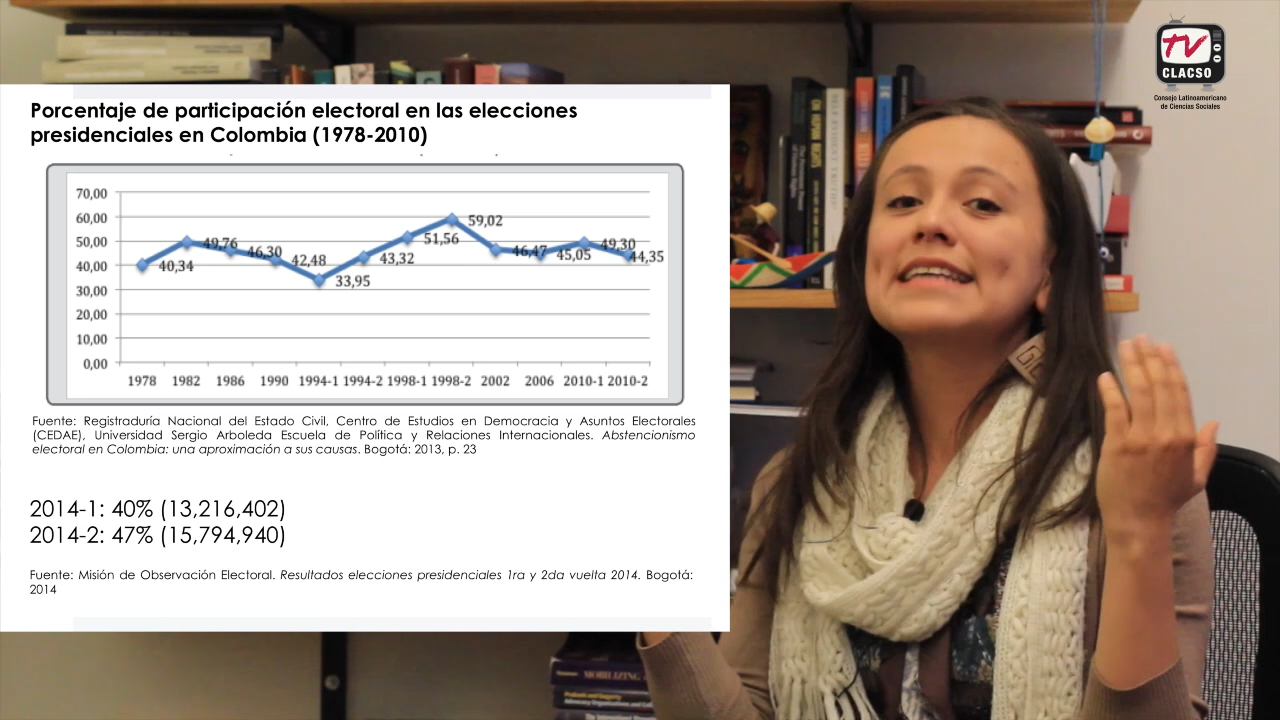 Porcentaje de participación electoral en las elecciones
presidenciales en Colombia (1978-2010)
70,00
60,00
50,00
40,00
30,00
20,00
10,00
0,00
40,34
49,76
46,30
42,48
33,95
43,32
51,56
59,02
46,47
45,05
49,30
44,35
1978 1982 1986 1990 1994-1 1994-2 1998-1 1998-2 2002 2006 2010-1 2010-2
Fuente: Registraduría Nacional del Estado Civil, Centro de Estudios en Democracia y Asuntos Electorales
(CEDAE), Universidad Sergio Arboleda Escuela de Política y Relaciones Internacionales. Abstencionismo
electoral en Colombia: una aproximación a sus causas. Bogotá: 2013, p. 23
2014-1: 40% (13,216,402)
2014-2: 47% (15,794,940)
Fuente: Misión de Observación Electoral. Resultados elecciones presidenciales 1ra y 2da vuelta 2014. Bogotá:
2014
TV
CLACSO
Consejo Latinoamericano
de Ciencias Sociales
ON HUMAN RIGHTS
MOBILIZING